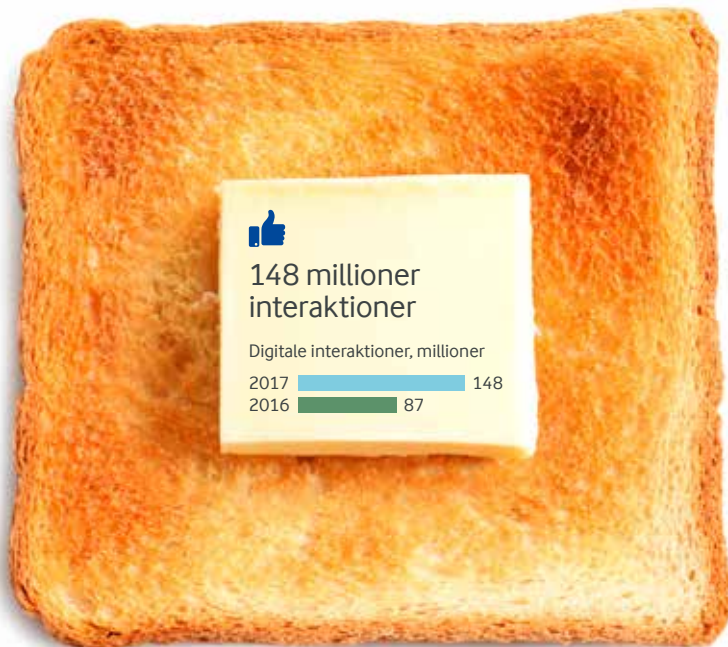 148 millioner
interaktioner
Digitale interaktioner, millioner
2017 148
2016 87